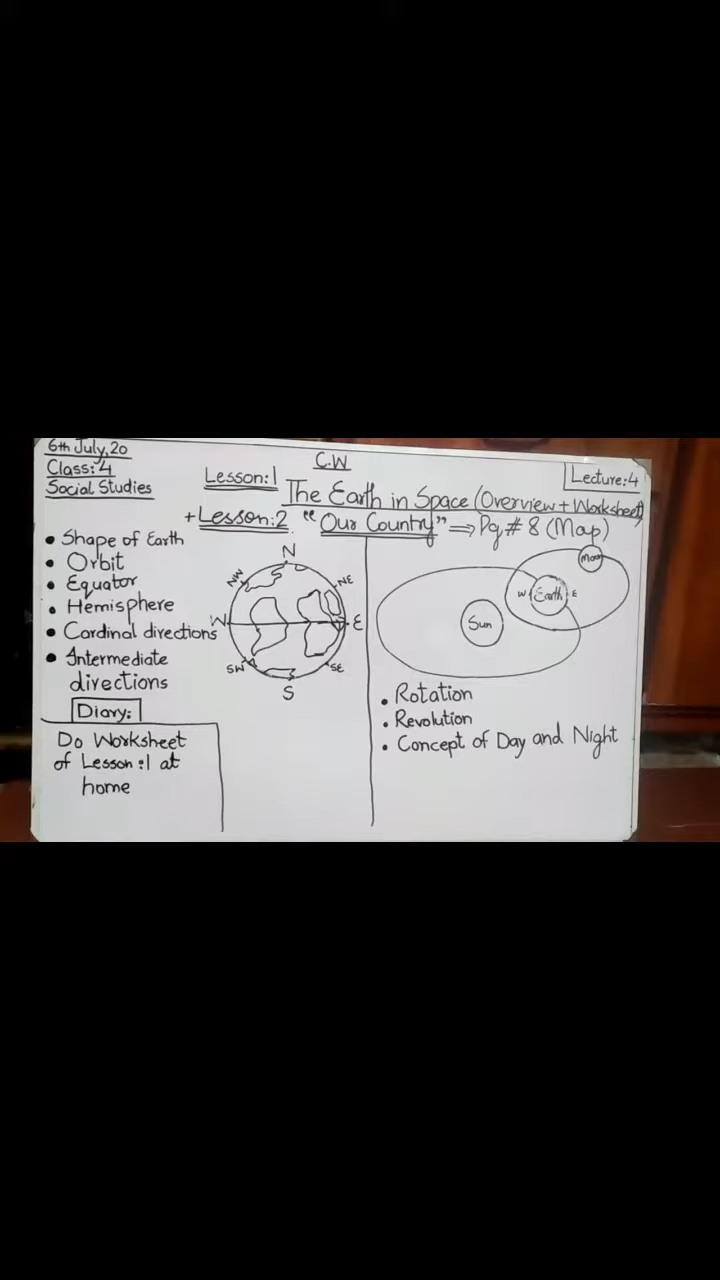 6th July,20
Class:4
Social Studies
C.W
Lecture:4
Lesson:1 The Earth in Space (Overview + Worksheet)
+ Lesson:2 "Our Country" ⇒ Pg # 8 (Map)
• Shape of Earth
• Orbit
• Equator
• Hemisphere
• Cardinal directions
• Intermediate
directions
Diary:
Do Worksheet
of Lesson:1 at
home
N
NW
NE
W
E
SW
SE
S
Moon
W Earth E
Sun
• Rotation
• Revolution
• Concept of Day and Night